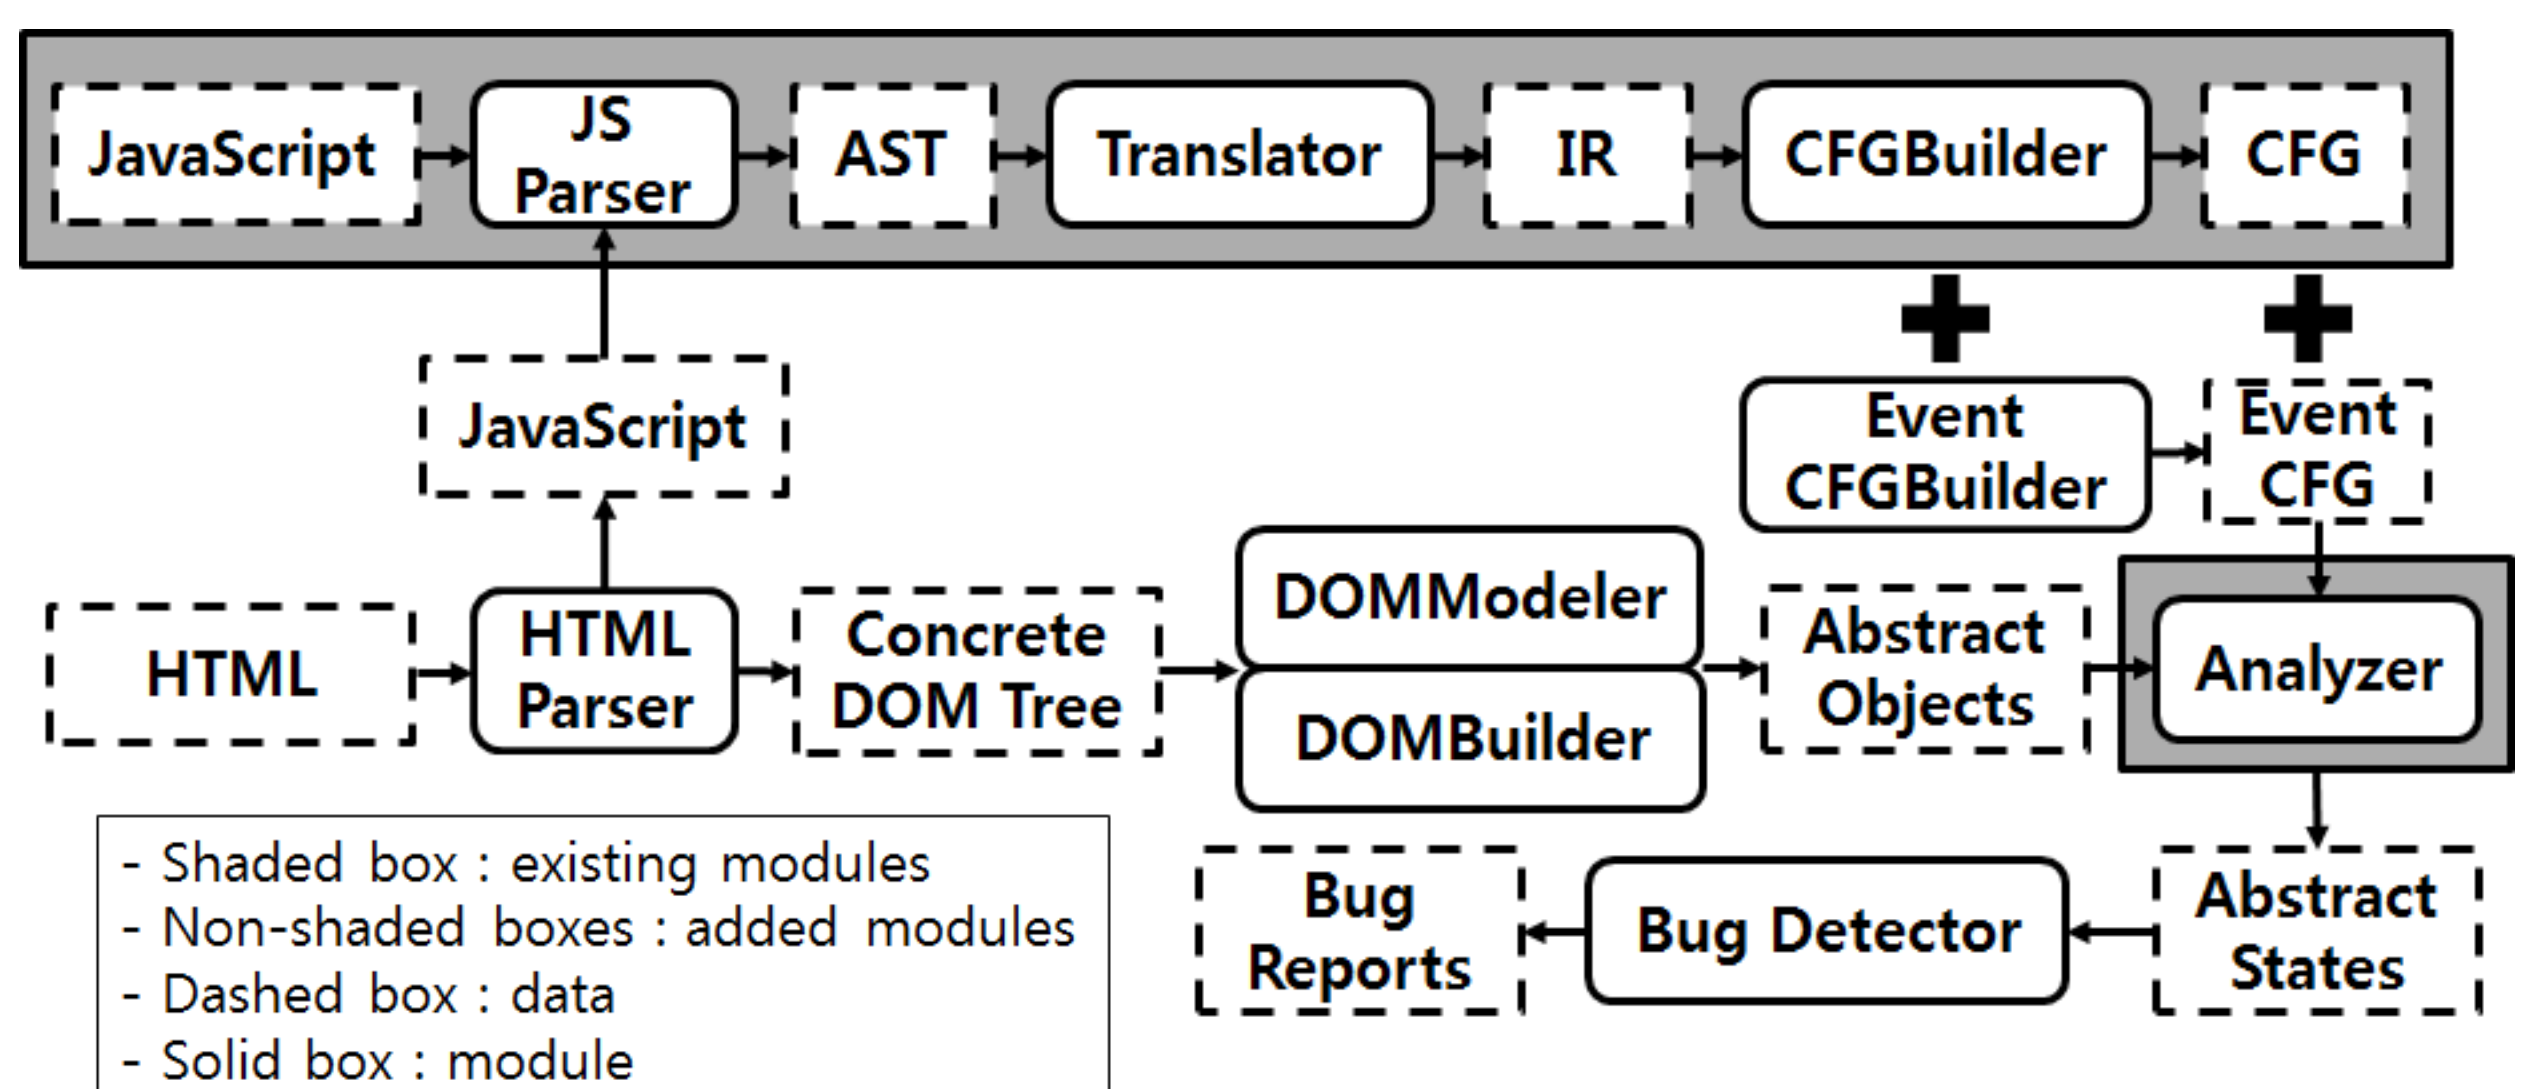 JavaScript
JS
Parser
AST
Translator
IR
CFGBuilder
CFG
JavaScript
Event
CFGBuilder
Event
CFG
HTML
HTML
Parser
Concrete
DOM Tree
DOMModeler
DOMBuilder
Abstract
Objects
Analyzer
Bug
Reports
Bug Detector
Abstract
States
- Shaded box : existing modules
- Non-shaded boxes : added modules
- Dashed box : data
- Solid box : module